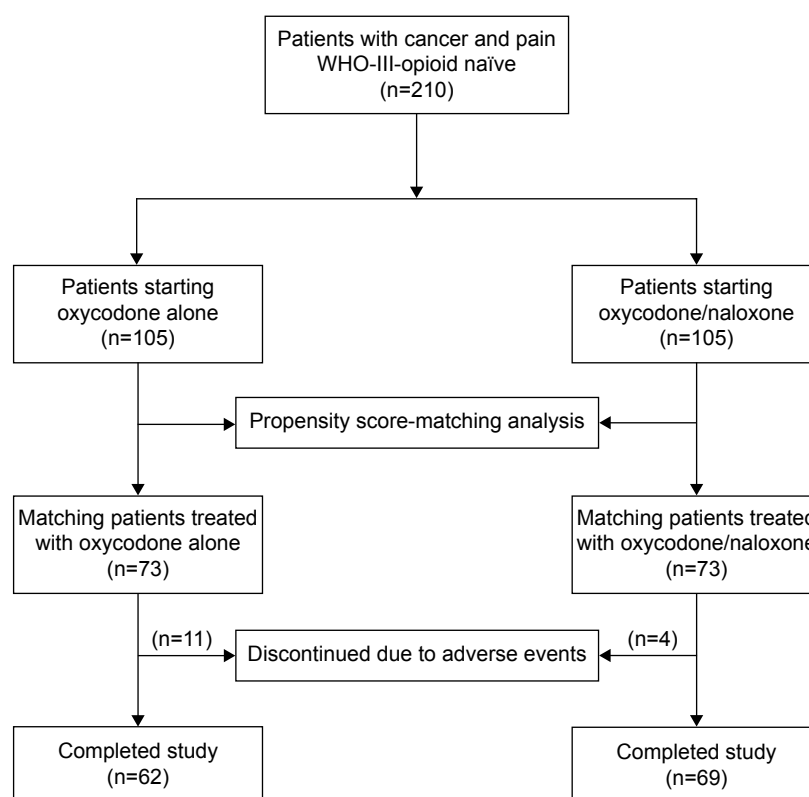 Patients with cancer and pain
WHO-III-opioid naïve
(n=210)
Patients starting
oxycodone alone
(n=105)
Patients starting
oxycodone/naloxone
(n=105)
Propensity score-matching analysis
Matching patients treated
with oxycodone alone
(n=73)
Matching patients treated
with oxycodone/naloxone
(n=73)
(n=11)
Discontinued due to adverse events
(n=4)
Completed study
(n=62)
Completed study
(n=69)